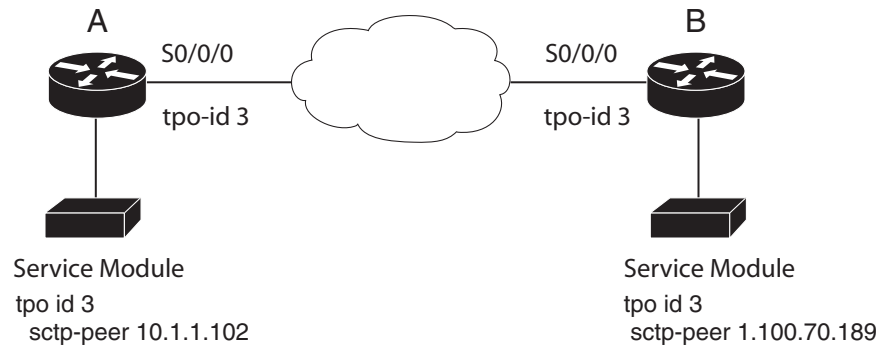 A
B
S0/0/0
S0/0/0
tpo-id 3
tpo-id 3
Service Module
tpo id 3
sctp-peer 10.1.1.102
Service Module
tpo id 3
sctp-peer 1.100.70.189